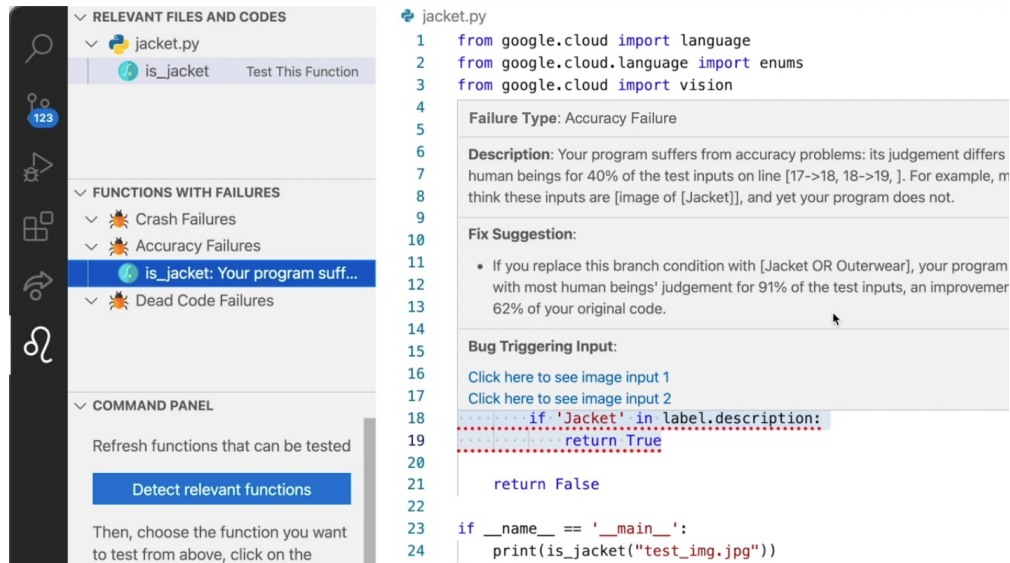 RELEVANT FILES AND CODES
jacket.py
is_jacket Test This Function
123
FUNCTIONS WITH FAILURES
Crash Failures
Accuracy Failures
is_jacket: Your program suff...
Dead Code Failures
COMMAND PANEL
Refresh functions that can be tested
Detect relevant functions
Then, choose the function you want
to test from above, click on the
jacket.py
1 from google.cloud import language
2 from google.cloud.language import enums
3 from google.cloud import vision
4
5
6
7
8
9
10
11
12
13
14
15
16
17
Failure Type: Accuracy Failure
Description: Your program suffers from accuracy problems: its judgement differs
human beings for 40% of the test inputs on line [17->18, 18->19, ]. For example, m
think these inputs are [image of [Jacket]], and yet your program does not.
Fix Suggestion:
• If you replace this branch condition with [Jacket OR Outerwear], your program
with most human beings' judgement for 91% of the test inputs, an improvemer
62% of your original code.
Bug Triggering Input:
Click here to see image input 1
Click here to see image input 2
18 if 'Jacket' in label.description:
19 return True
20
21 return False
22
23 if __name__ == '__main__':
24 print(is_jacket("test_img.jpg"))